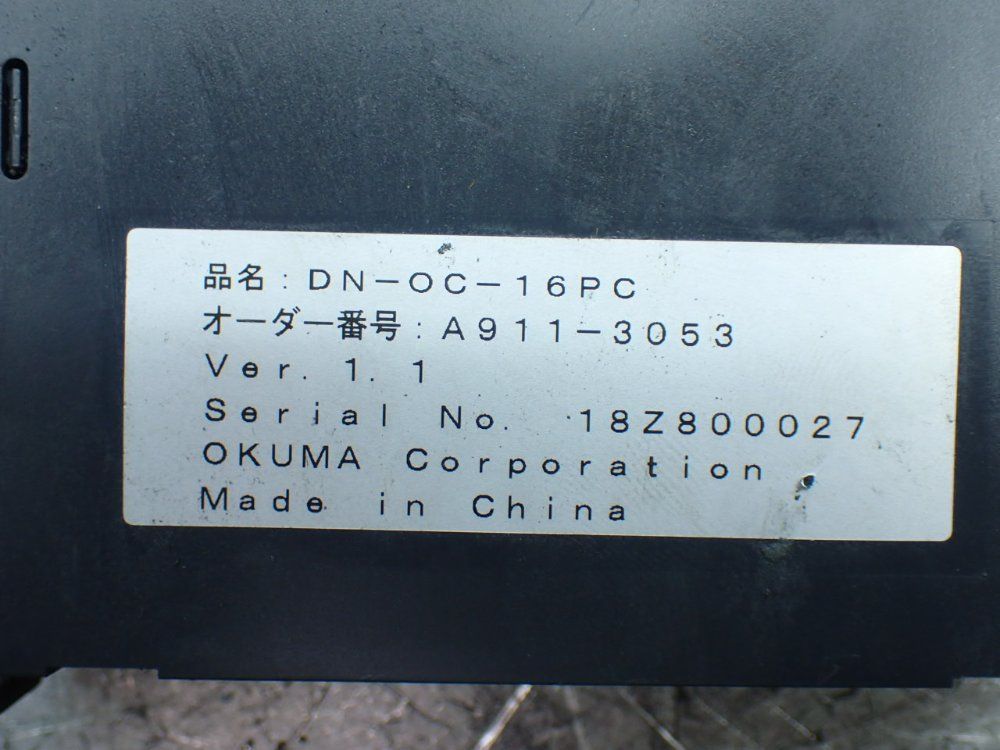 品名：DN－OC－16PC
オーダー番号：A911－3053
Ver. 1. 1
Serial No. 18Z800027
OKUMA Corporation
Made in China